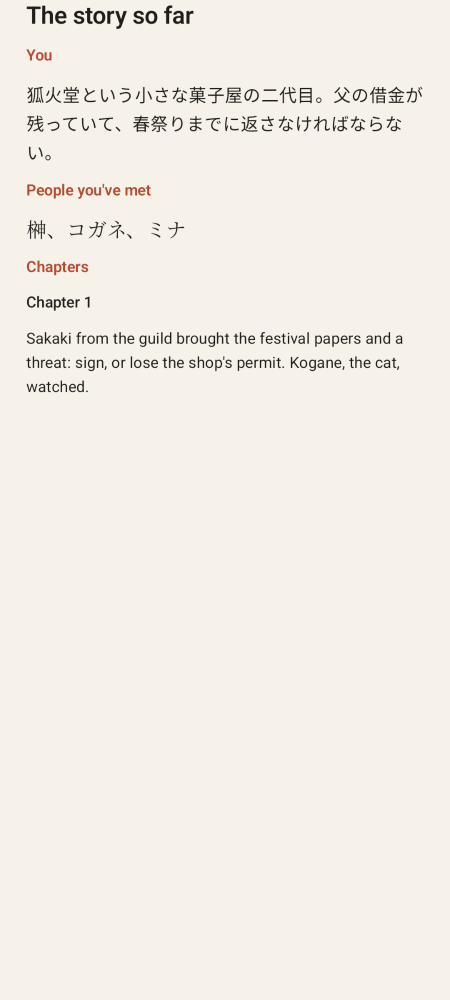 The story so far
You
狐火堂という小さな菓子屋の二代目。父の借金が
残っていて、春祭りまでに返さなければならな
い。
People you've met
榊、コガネ、ミナ
Chapters
Chapter 1
Sakaki from the guild brought the festival papers and a
threat: sign, or lose the shop's permit. Kogane, the cat,
watched.